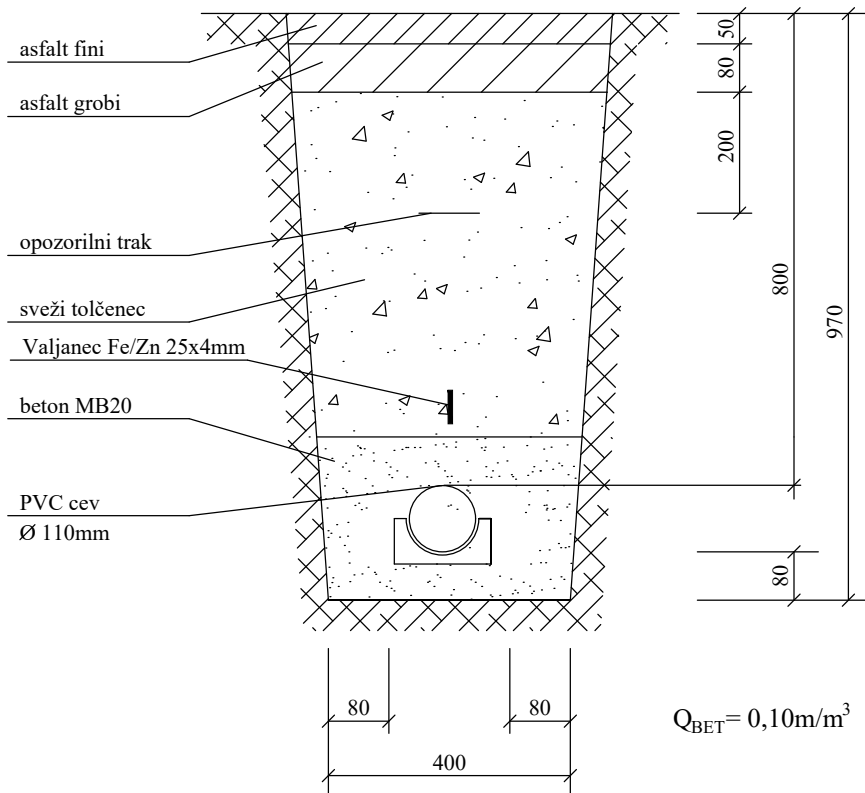 asfalt fini
asfalt grobi
opozorilni trak
sveži tolčenec
Valjanec Fe/Zn 25x4mm
beton MB20
PVC cev
Ø 110mm
50
80
200
800
970
80
80
80
400
Q_BET= 0,10m/m³